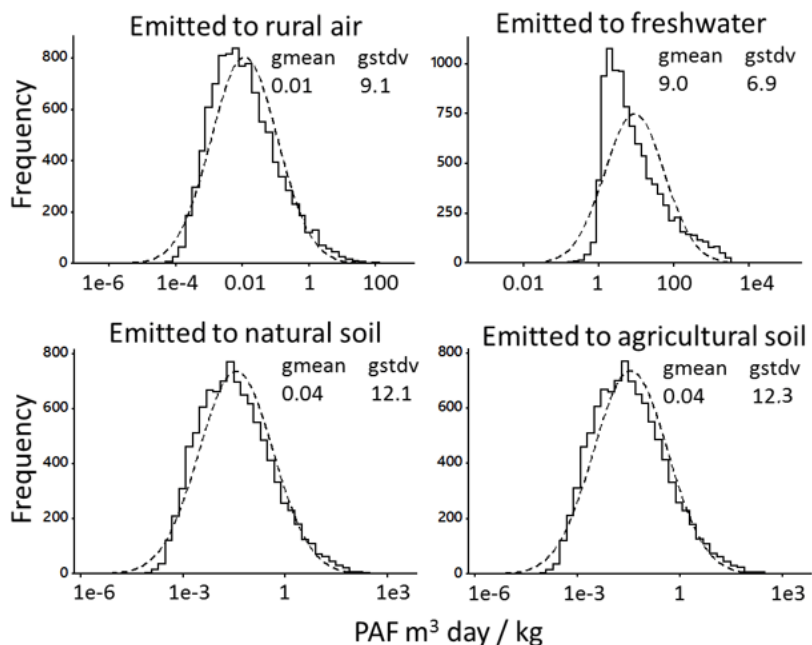 Emitted to rural air
gmean gstdv
0.01 9.1
Frequency
800
600
400
200
0
1e-6 1e-4 0.01 1 100
Emitted to freshwater
gmean gstdv
9.0 6.9
1000
750
500
250
0
0.01 1 100 1e4
Emitted to natural soil
gmean gstdv
0.04 12.1
Frequency
800
600
400
200
0
1e-6 1e-3 1 1e3
Emitted to agricultural soil
gmean gstdv
0.04 12.3
800
600
400
200
0
1e-6 1e-3 1 1e3
PAF m³ day / kg